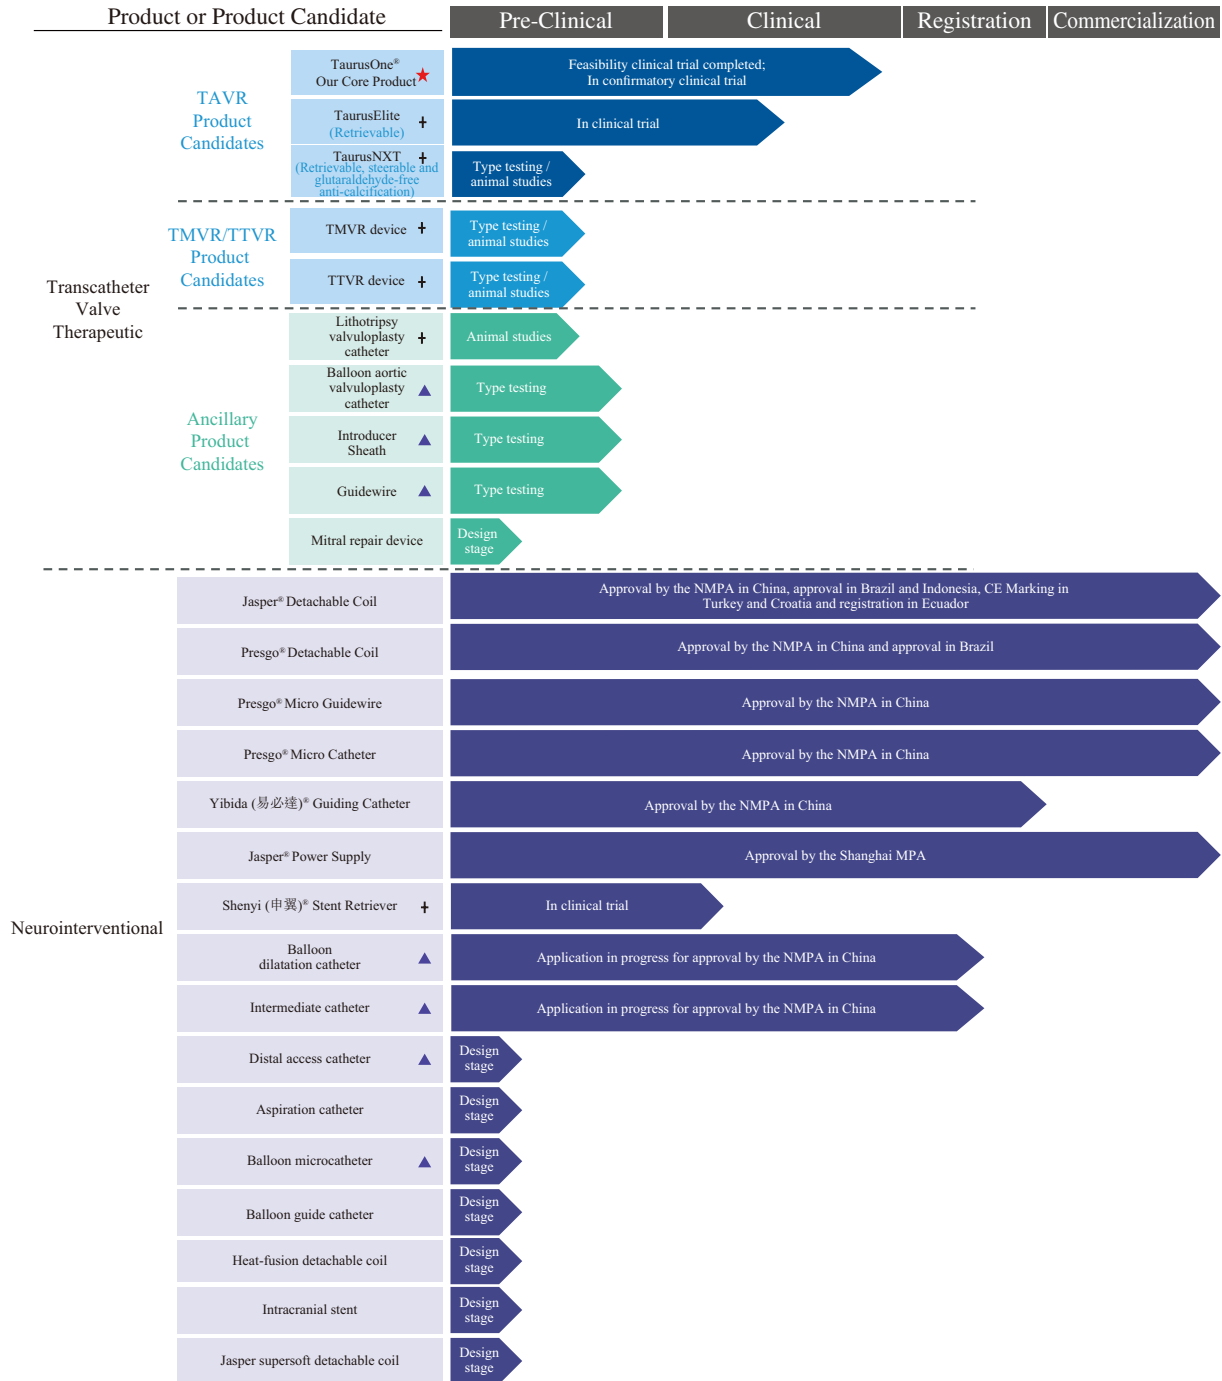 Product or Product Candidate
Pre-Clinical
Clinical
Registration
Commercialization
Transcatheter
Valve
Therapeutic
TAVR
Product
Candidates
TaurusOne®
Our Core Product
Feasibility clinical trial completed;
In confirmatory clinical trial
TaurusElite
(Retrievable)
In clinical trial
TaurusNXT
(Retrievable, steerable and
glutaraldehyde-free
anti-calcification)
Type testing /
animal studies
TMVR/TTVR
Product
Candidates
TMVR device
Type testing /
animal studies
TTVR device
Type testing /
animal studies
Ancillary
Product
Candidates
Lithotripsy
valvuloplasty
catheter
Animal studies
Balloon aortic
valvuloplasty
catheter
Type testing
Introducer
Sheath
Type testing
Guidewire
Type testing
Mitral repair device
Design
stage
Neurointerventional
Jasper® Detachable Coil
Approval by the NMPA in China, approval in Brazil and Indonesia, CE Marking in
Turkey and Croatia and registration in Ecuador
Presgo® Detachable Coil
Approval by the NMPA in China and approval in Brazil
Presgo® Micro Guidewire
Approval by the NMPA in China
Presgo® Micro Catheter
Approval by the NMPA in China
Yibida (易必達)® Guiding Catheter
Approval by the NMPA in China
Jasper® Power Supply
Approval by the Shanghai MPA
Shenyi (申翼)® Stent Retriever
In clinical trial
Balloon
dilatation catheter
Application in progress for approval by the NMPA in China
Intermediate catheter
Application in progress for approval by the NMPA in China
Distal access catheter
Design
stage
Aspiration catheter
Design
stage
Balloon microcatheter
Design
stage
Balloon guide catheter
Design
stage
Heat-fusion detachable coil
Design
stage
Intracranial stent
Design
stage
Jasper supersoft detachable coil
Design
stage